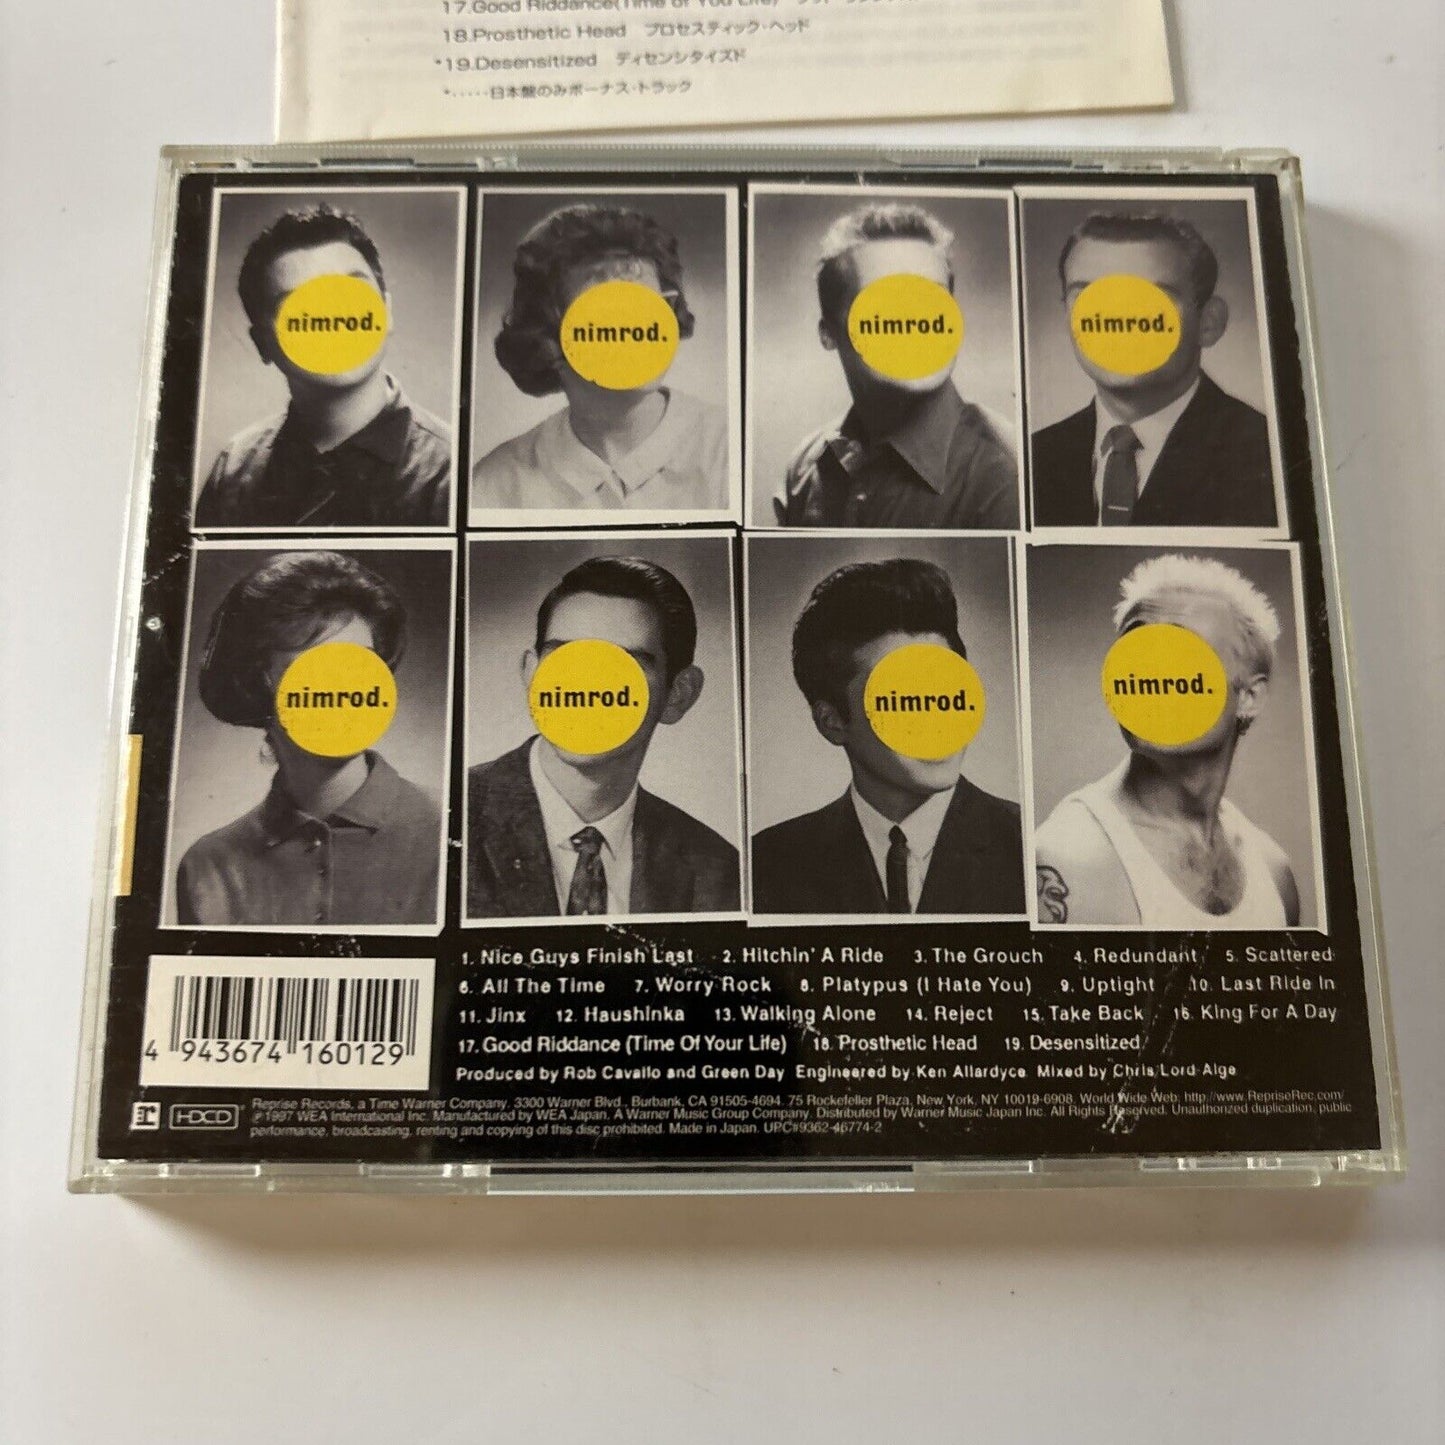 17.Good Riddance(Time of You Life)
18.Prosthetic Head プロセスティック・ヘッド
*19.Desensitized ディセンシタイズド
*‥‥‥日本盤のみボーナス・トラック
nimrod. nimrod. nimrod. nimrod.
nimrod. nimrod. nimrod. nimrod.
1. Nice Guys Finish Last 2. Hitchin' A Ride 3. The Grouch 4. Redundant 5. Scattered
6. All The Time 7. Worry Rock 8. Platypus (I Hate You) 9. Uptight 10. Last Ride In
11. Jinx 12. Haushinka 13. Walking Alone 14. Reject 15. Take Back 16. King For A Day
17. Good Riddance (Time Of Your Life) 18. Prosthetic Head 19. Desensitized
Produced by Rob Cavallo and Green Day Engineered by Ken Allardyce Mixed by Chris Lord-Alge
4 943674 160129
r HDCD
Reprise Records, a Time Warner Company. 3300 Warner Blvd., Burbank, CA 91505-4694. 75 Rockefeller Plaza, New York, NY 10019-6908. World Wide Web: http://www.RepriseRec.com/
℗1997 WEA International Inc. Manufactured by WEA Japan, A Warner Music Group Company. Distributed by Warner Music Japan Inc. All Rights Reserved. Unauthorized duplication, public
performance, broadcasting, renting and copying of this disc prohibited. Made in Japan. UPC#9362-46774-2